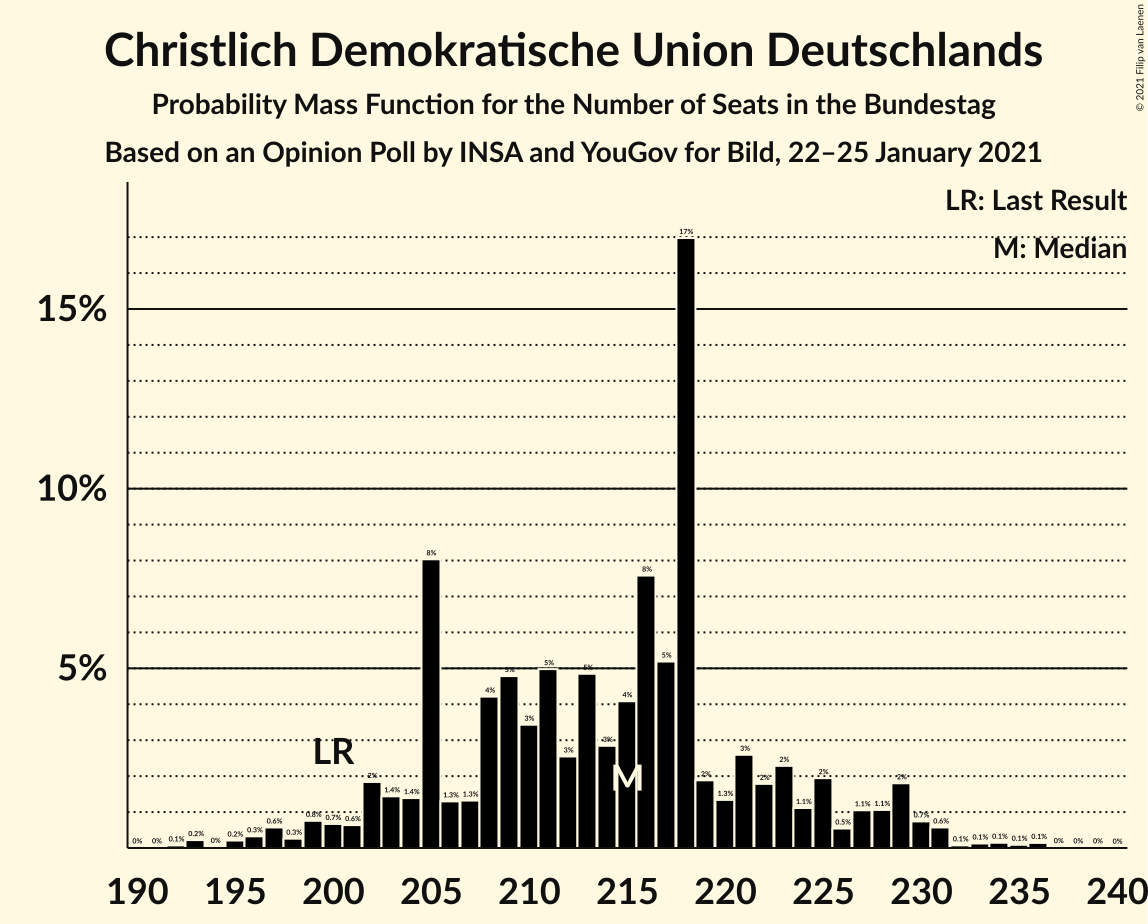 Christlich Demokratische Union Deutschlands
Probability Mass Function for the Number of Seats in the Bundestag
Based on an Opinion Poll by INSA and YouGov for Bild, 22–25 January 2021
© 2021 Filip van Laenen
LR: Last Result
M: Median
15%
10%
5%
LR
M
0% 0% 0.1% 0.2% 0% 0.2% 0.3% 0.6% 0.3% 0.8% 0.7% 0.6% 2% 1.4% 1.4% 8% 1.3% 1.3% 4% 5% 3% 5% 3% 5% 3% 4% 8% 5% 17% 2% 1.3% 3% 2% 2% 1.1% 2% 0.5% 1.1% 1.1% 2% 0.7% 0.6% 0.1% 0.1% 0.1% 0.1% 0.1% 0% 0% 0% 0%
190 195 200 205 210 215 220 225 230 235 240